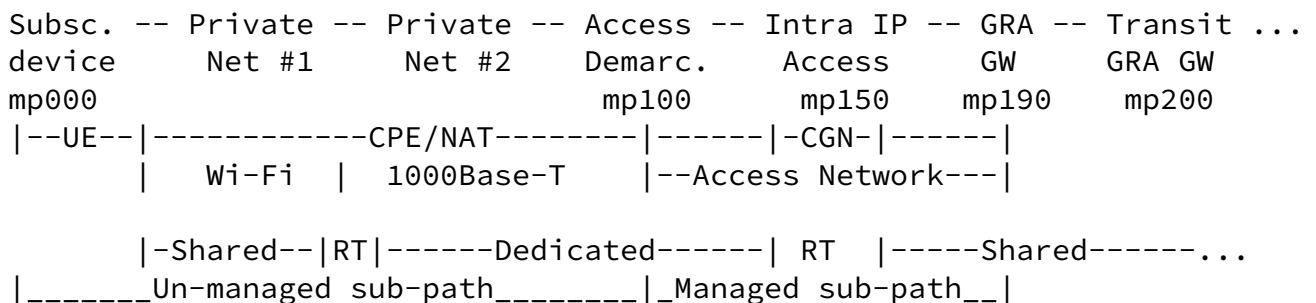 Subsc. -- Private -- Private -- Access -- Intra IP -- GRA -- Transit ...
device     Net #1     Net #2    Demarc.    Access     GW     GRA GW
mp000                            mp100      mp150    mp190    mp200
|--UE--|------------CPE/NAT--------|------|-CGN-|------|
       |   Wi-Fi  |  1000Base-T    |--Access Network---|

       |-Shared--|RT|------Dedicated------| RT  |-----Shared------...
|_______Un-managed sub-path________|_Managed sub-path__|